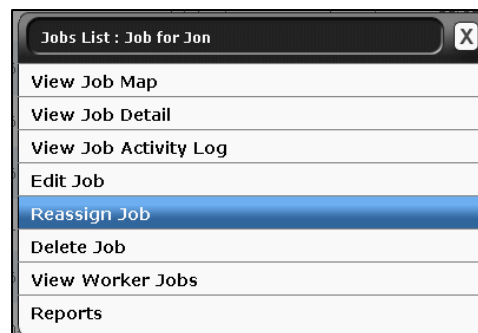 Jobs List : Job for Jon
X
View Job Map
View Job Detail
View Job Activity Log
Edit Job
Reassign Job
Delete Job
View Worker Jobs
Reports